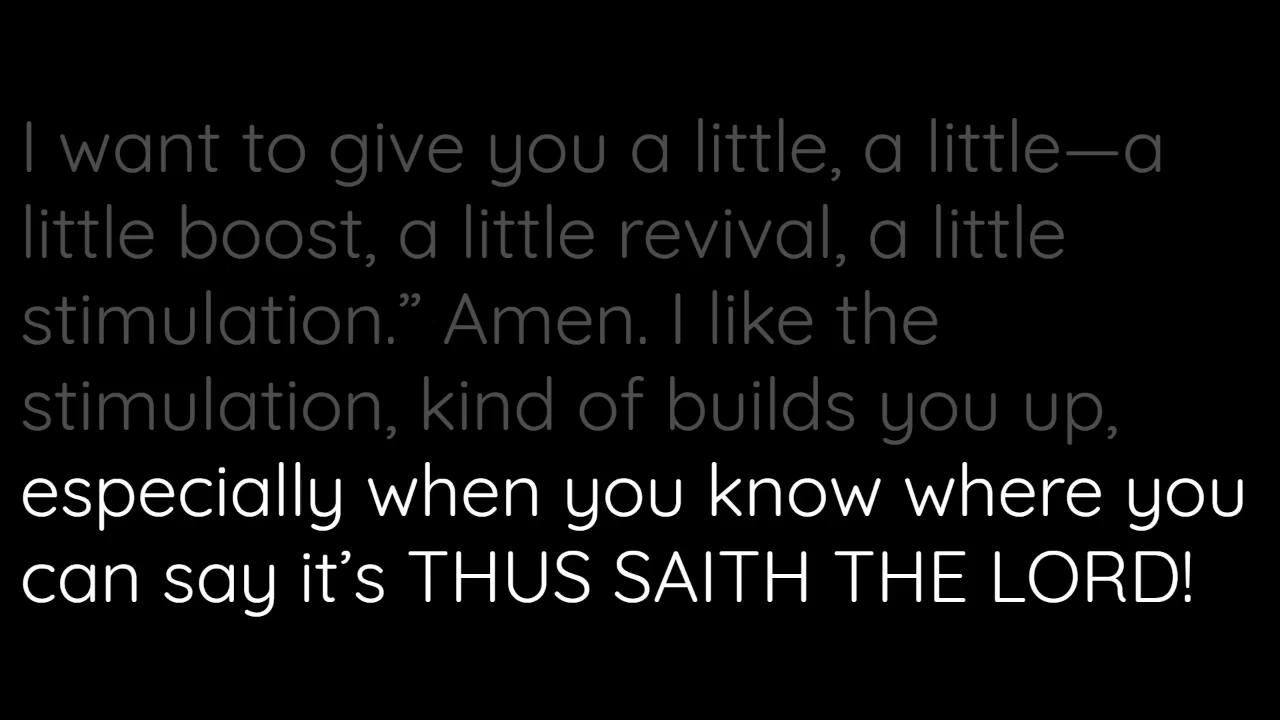 I want to give you a little, a little—a
little boost, a little revival, a little
stimulation.” Amen. I like the
stimulation, kind of builds you up,
especially when you know where you
can say it’s THUS SAITH THE LORD!